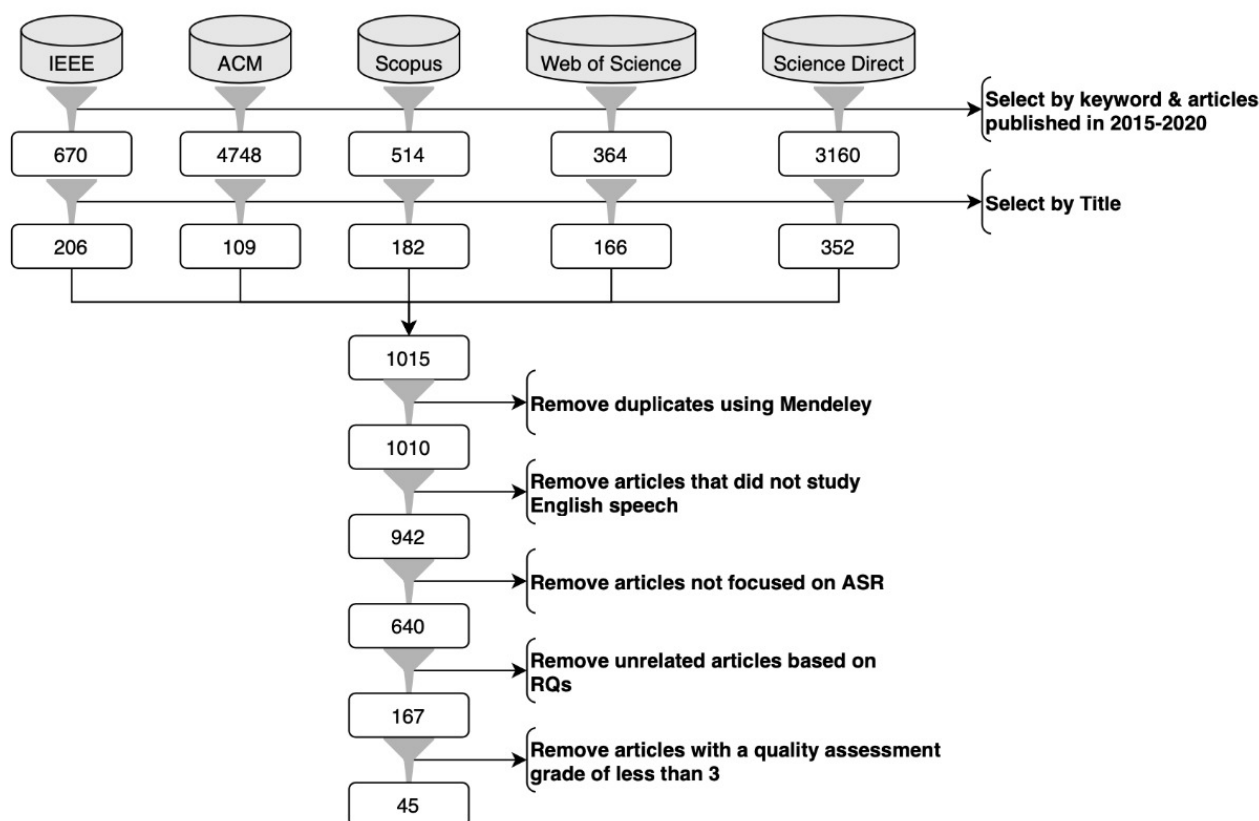 IEEE
ACM
Scopus
Web of Science
Science Direct
Select by keyword & articles
published in 2015-2020
670
4748
514
364
3160
Select by Title
206
109
182
166
352
1015
Remove duplicates using Mendeley
1010
Remove articles that did not study
English speech
942
Remove articles not focused on ASR
640
Remove unrelated articles based on
RQs
167
Remove articles with a quality assessment
grade of less than 3
45